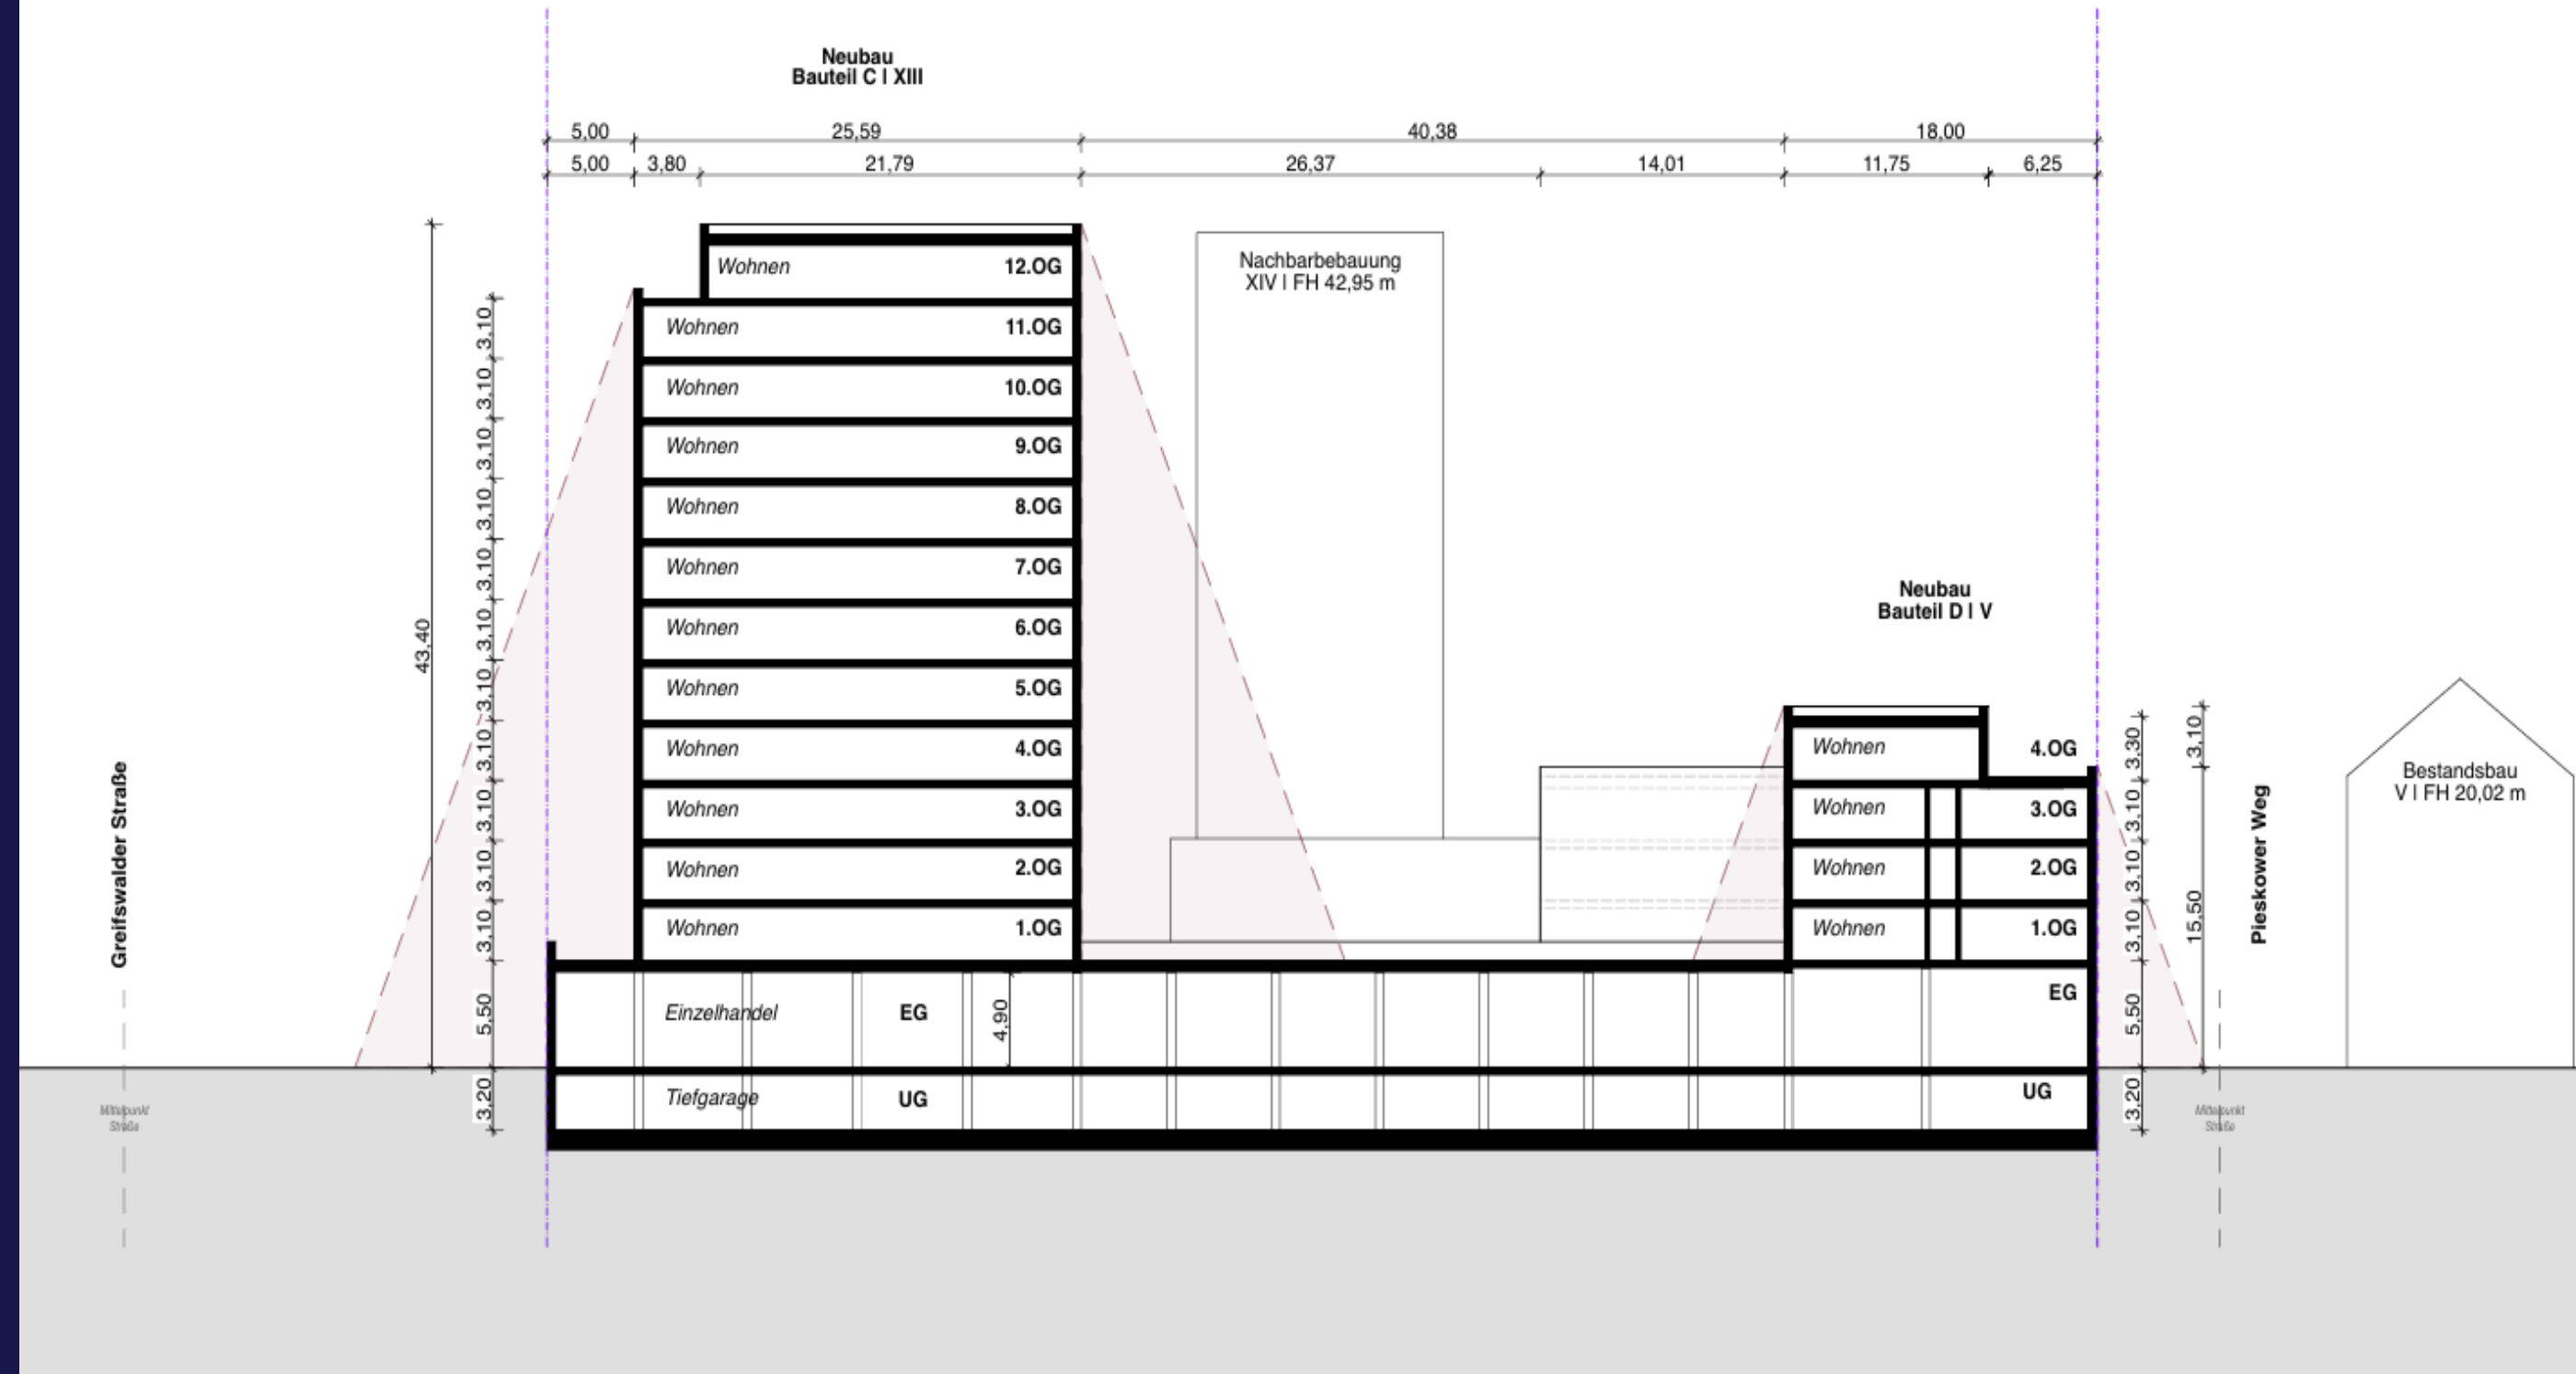 Neubau
Bauteil C | XIII
5,00 25,59 40,38 18,00
5,00 3,80 21,79 26,37 14,01 11,75 6,25
43,40
3,10
3,10
3,10
3,10
3,10
3,10
3,10
3,10
3,10
3,10
3,10
5,50
3,20
Wohnen 12.OG
Wohnen 11.OG
Wohnen 10.OG
Wohnen 9.OG
Wohnen 8.OG
Wohnen 7.OG
Wohnen 6.OG
Wohnen 5.OG
Wohnen 4.OG
Wohnen 3.OG
Wohnen 2.OG
Wohnen 1.OG
Einzelhandel EG 4,90
Tiefgarage UG
Nachbarbebauung
XIV | FH 42,95 m
Neubau
Bauteil D | V
Wohnen 4.OG
Wohnen 3.OG
Wohnen 2.OG
Wohnen 1.OG
EG
UG
3,30
3,10
3,10
3,10
5,50
3,20
3,10
15,50
Greifswalder Straße
Mittelpunkt
Straße
Pieskower Weg
Mittelpunkt
Straße
Bestandsbau
V | FH 20,02 m